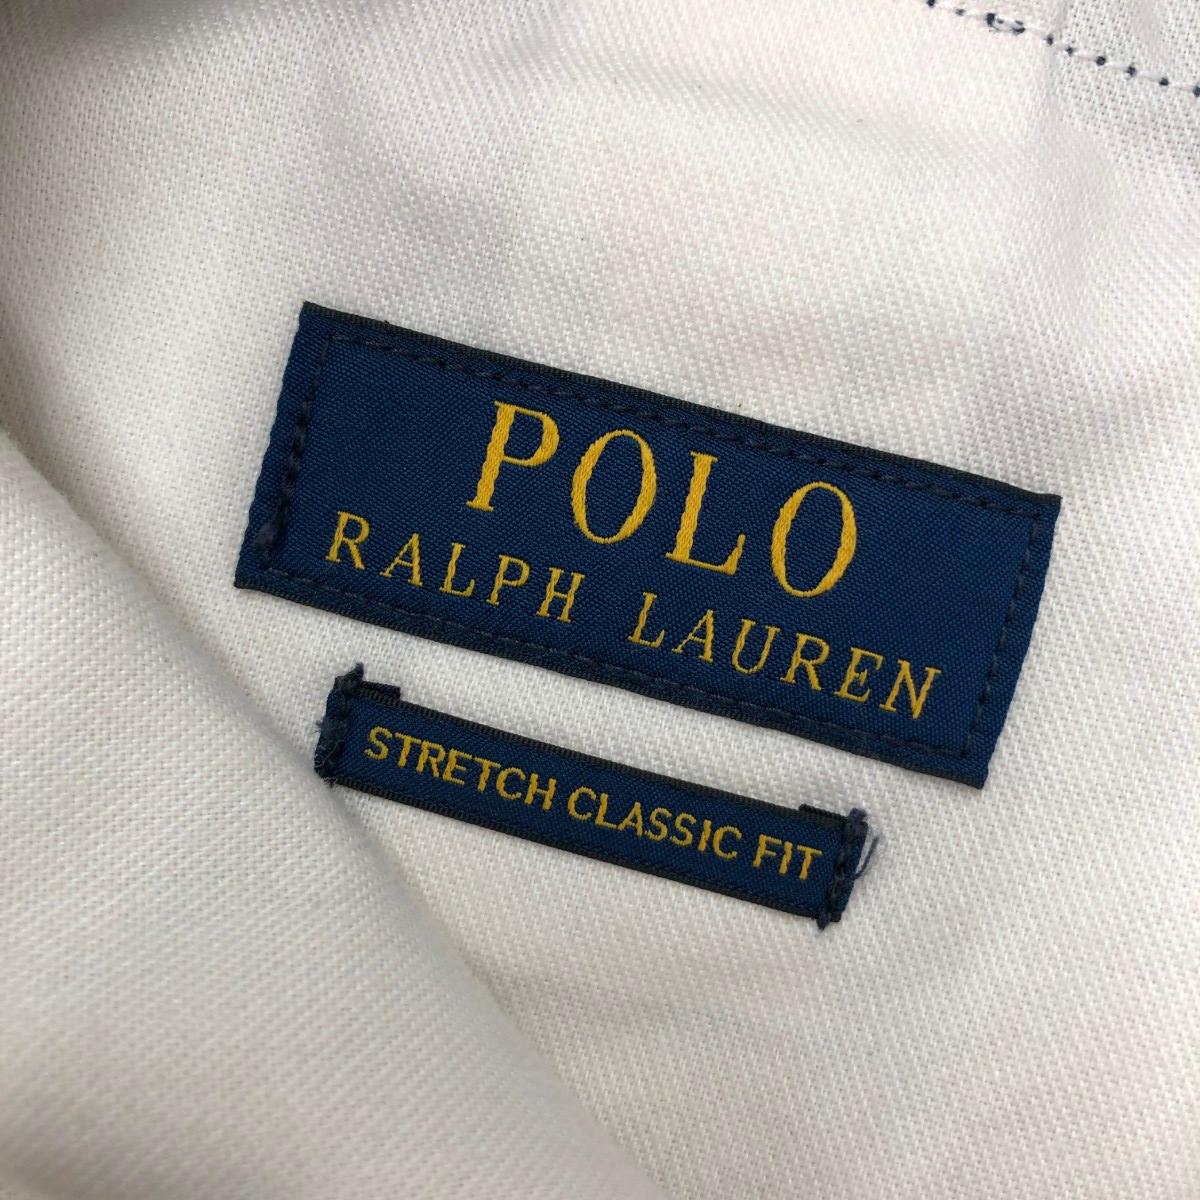 POLO
RALPH LAUREN
STRETCH CLASSIC FIT